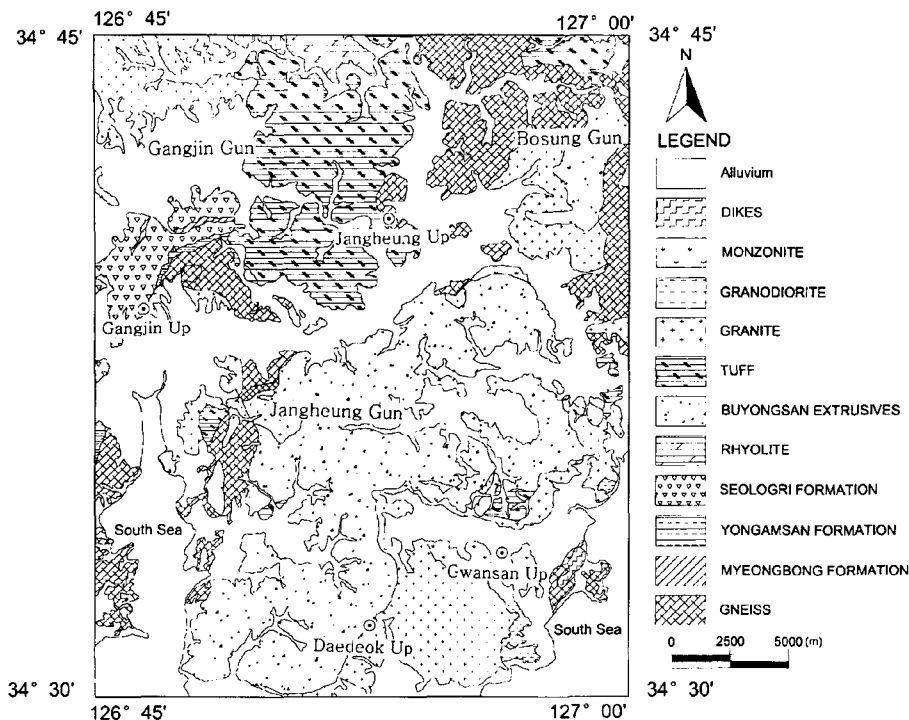 126° 45'
127° 00'
34° 45'
34° 45'
N
Gangjin Gun
Bosung Gun
Jangheung Up
Gangjin Up
Jangheung Gun
South Sea
Gwansan Up
Daedeok Up
South Sea
LEGEND
Alluvium
DIKES
MONZONITE
GRANODIORITE
GRANITE
TUFF
BUYONGSAN EXTRUSIVES
RHYOLITE
SEOLOGRI FORMATION
YONGAMSAN FORMATION
MYEONGBONG FORMATION
GNEISS
0 2500 5000 (m)
34° 30'
34° 30'
126° 45'
127° 00'